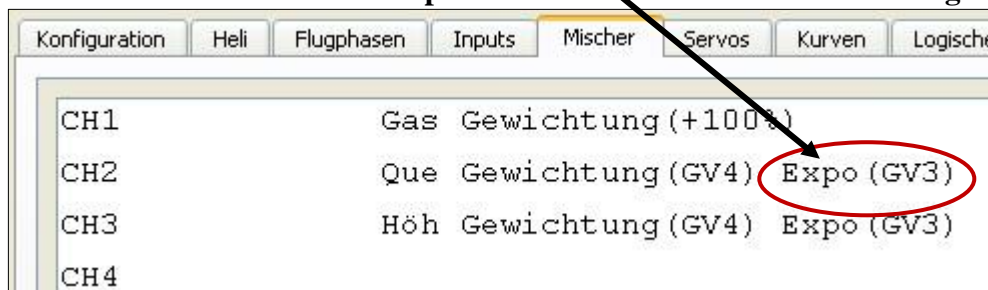 Konfiguration Heli Flugphasen Inputs Mischer Servos Kurven
CH1 Gas Gewichtung(+100%)
CH2 Que Gewichtung(GV4) Expo(GV3)
CH3 Höh Gewichtung(GV4) Expo(GV3)
CH4